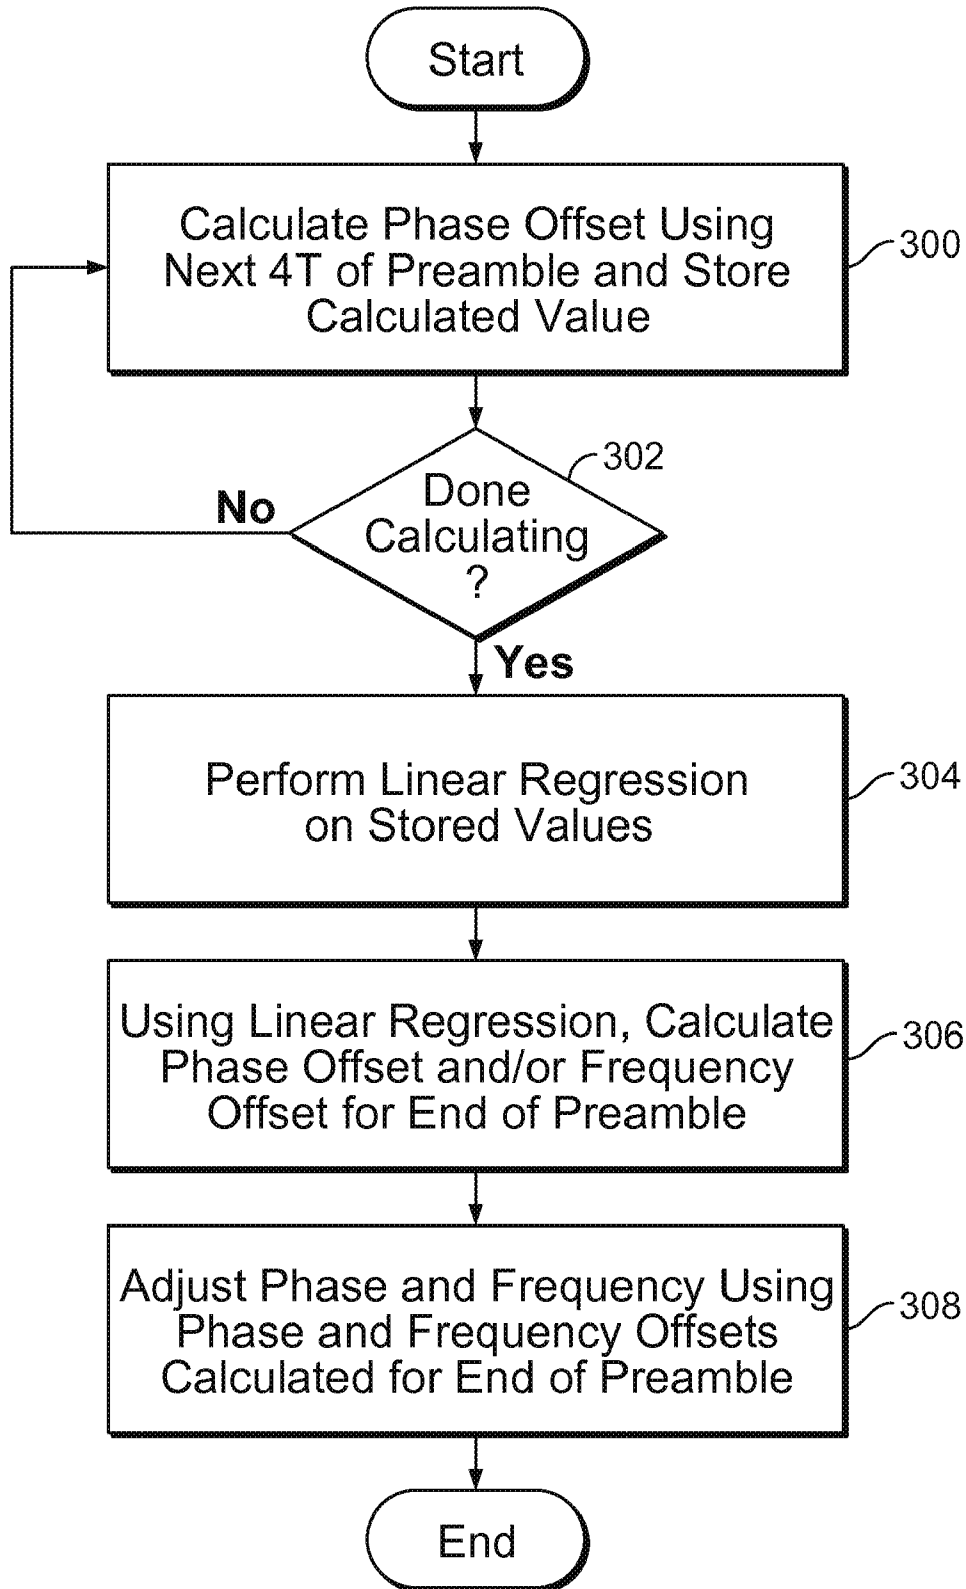 Start
Calculate Phase Offset Using
Next 4T of Preamble and Store
Calculated Value
300
302
Done
Calculating
?
No
Yes
Perform Linear Regression
on Stored Values
304
Using Linear Regression, Calculate
Phase Offset and/or Frequency
Offset for End of Preamble
306
Adjust Phase and Frequency Using
Phase and Frequency Offsets
Calculated for End of Preamble
308
End